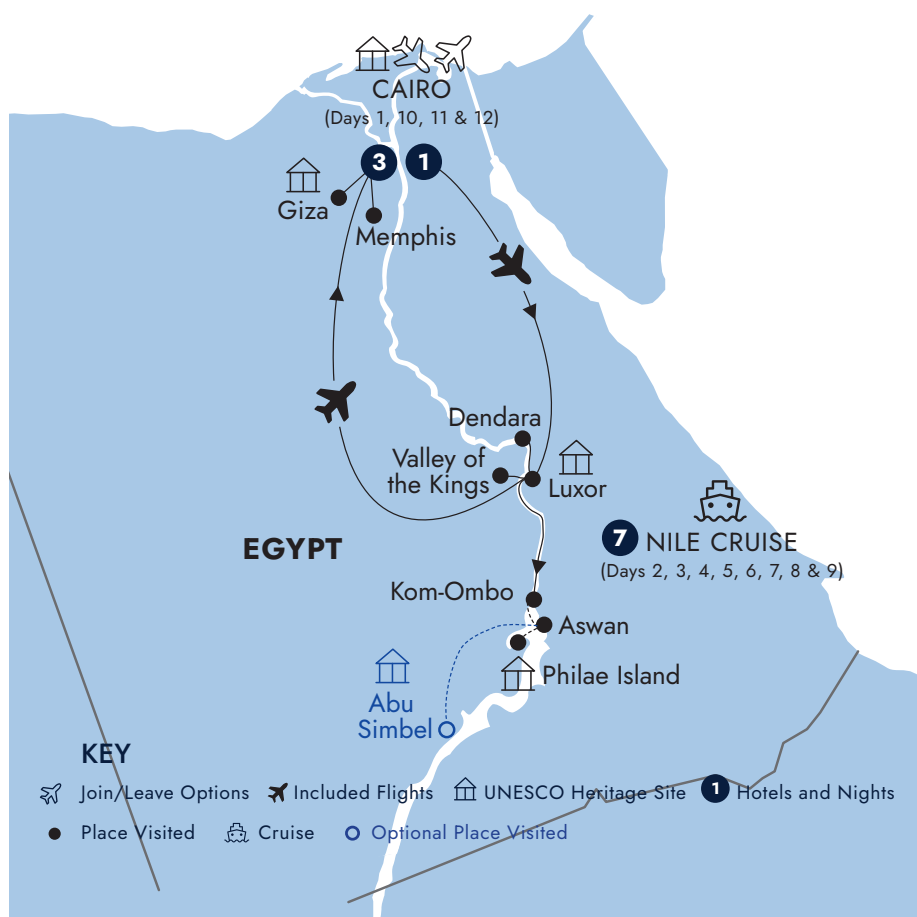 CAIRO
(Days 1, 10, 11 & 12)
3
1
Giza
Memphis
Dendara
Valley of
the Kings
Luxor
EGYPT
7
NILE CRUISE
(Days 2, 3, 4, 5, 6, 7, 8 & 9)
Kom-Ombo
Aswan
Philae Island
Abu
Simbel
KEY
Join/Leave Options
Included Flights
UNESCO Heritage Site
1
Hotels and Nights
Place Visited
Cruise
Optional Place Visited